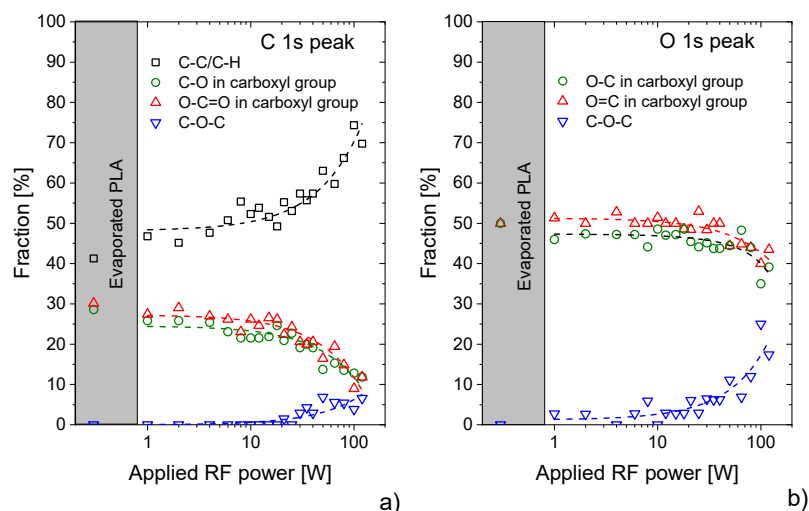 C 1s peak
C-C/C-H
C-O in carboxyl group
O-C=O in carboxyl group
C-O-C
100
90
80
70
60
50
40
30
20
10
0
Fraction [%]
Evaporated PLA
1
10
100
Applied RF power [W]
a)
O 1s peak
O-C in carboxyl group
O=C in carboxyl group
C-O-C
100
90
80
70
60
50
40
30
20
10
0
Fraction [%]
Evaporated PLA
1
10
100
Applied RF power [W]
b)